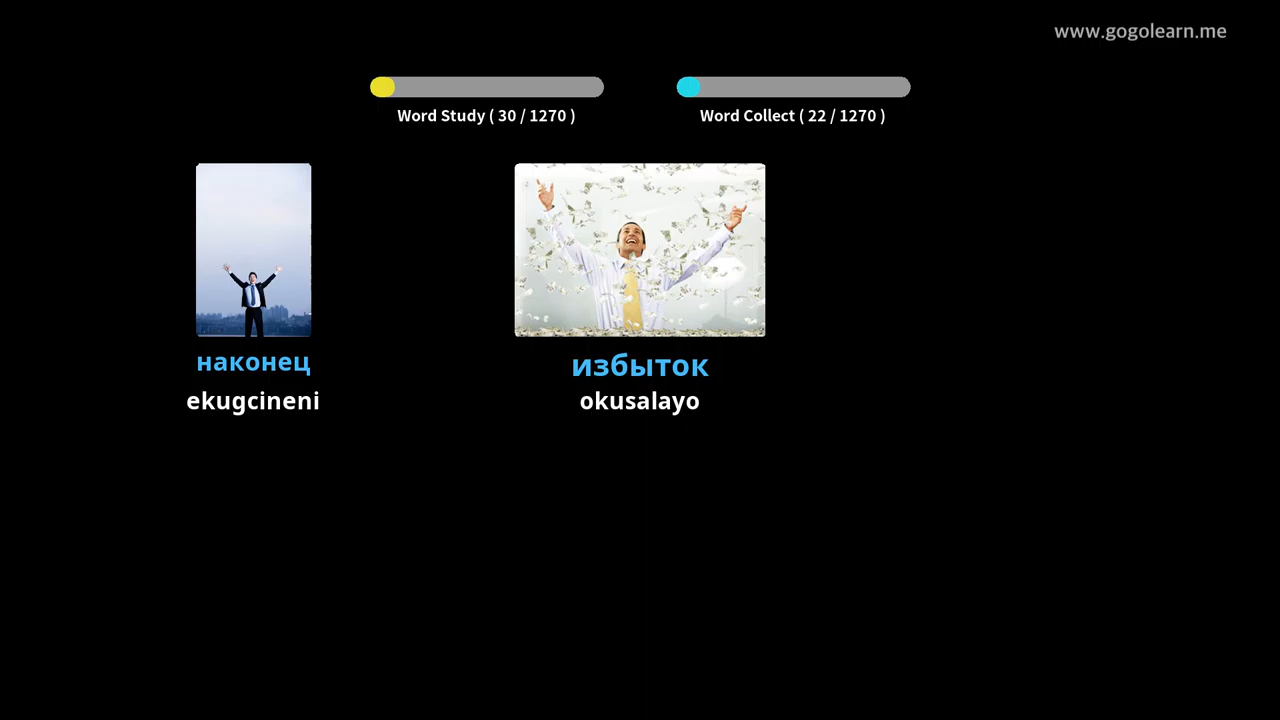 www.gogolearn.me
Word Study ( 30 / 1270 )
Word Collect ( 22 / 1270 )
наконец
ekugcineni
избыток
okusalayo